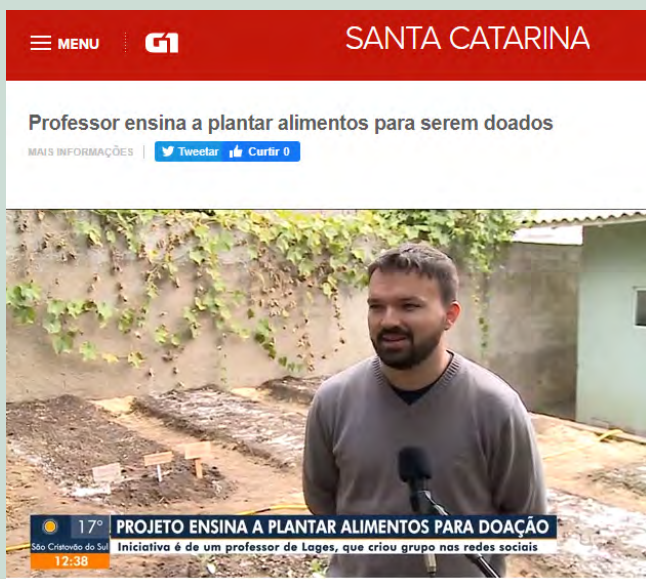 MENU
G1
SANTA CATARINA
Professor ensina a plantar alimentos para serem doados
MAIS INFORMAÇÕES
Tweetar
Curtir 0
17°
PROJETO ENSINA A PLANTAR ALIMENTOS PARA DOAÇÃO
São Cristovão do Sul
Iniciativa é de um professor de Lages, que criou grupo nas redes sociais
12:38